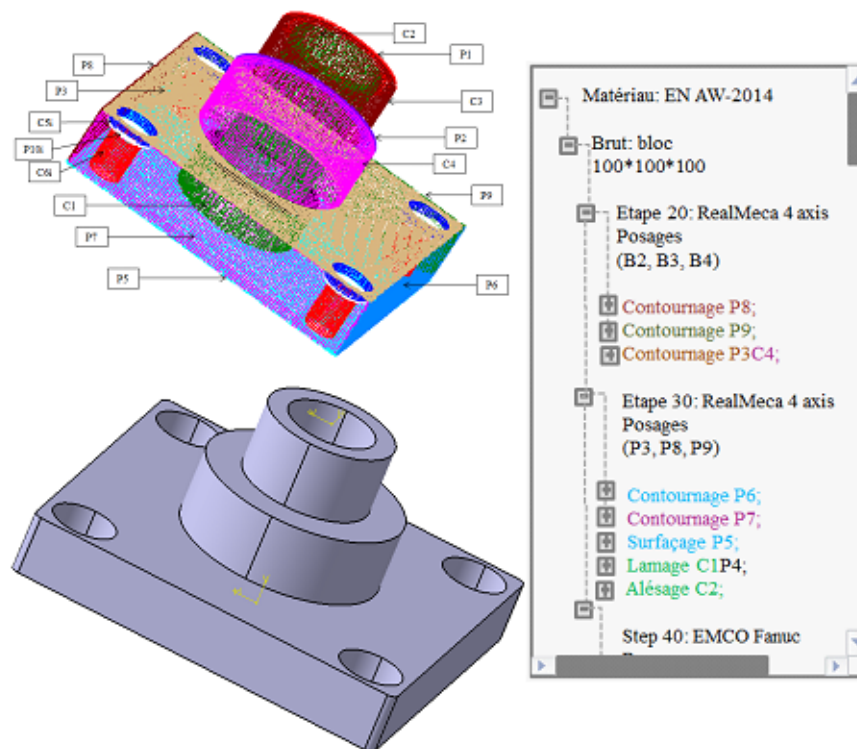 C2
P1
P8
P3
C3
C5i
P2
P10i
C4
C6i
P9
C1
P7
P5
P6
Matériau: EN AW-2014
Brut: bloc
100*100*100
Etape 20: RealMeca 4 axis
Posages
(B2, B3, B4)
Contournage P8;
Contournage P9;
Contournage P3C4;
Etape 30: RealMeca 4 axis
Posages
(P3, P8, P9)
Contournage P6;
Contournage P7;
Surfaçage P5;
Lamage C1P4;
Alésage C2;
Step 40: EMCO Fanuc